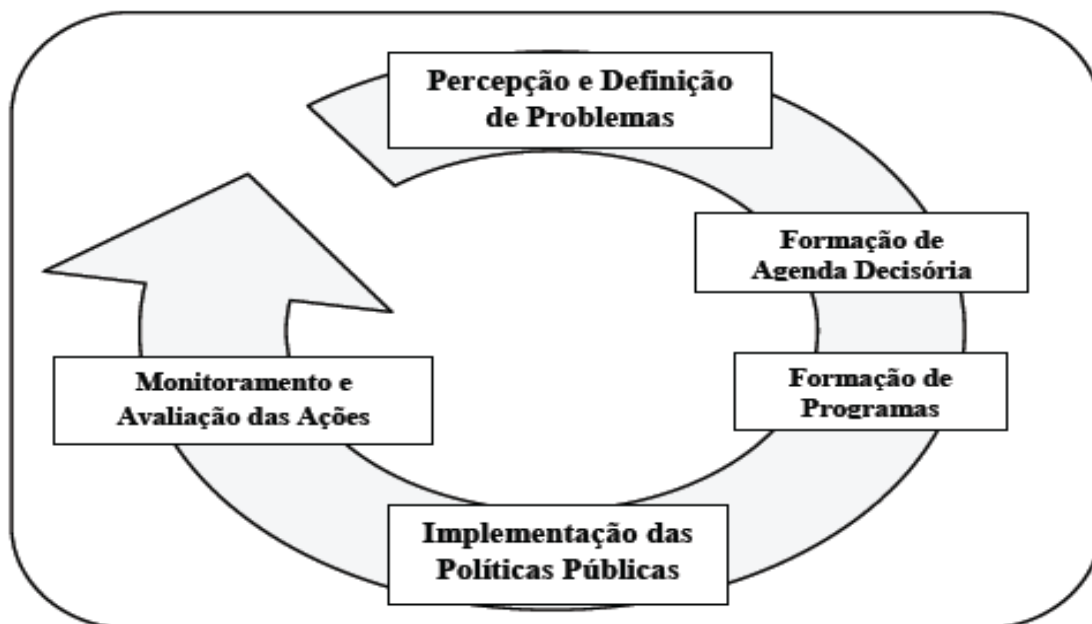 Percepção e Definição
de Problemas
Formação de
Agenda Decisória
Formação de
Programas
Implementação das
Políticas Públicas
Monitoramento e
Avaliação das Ações